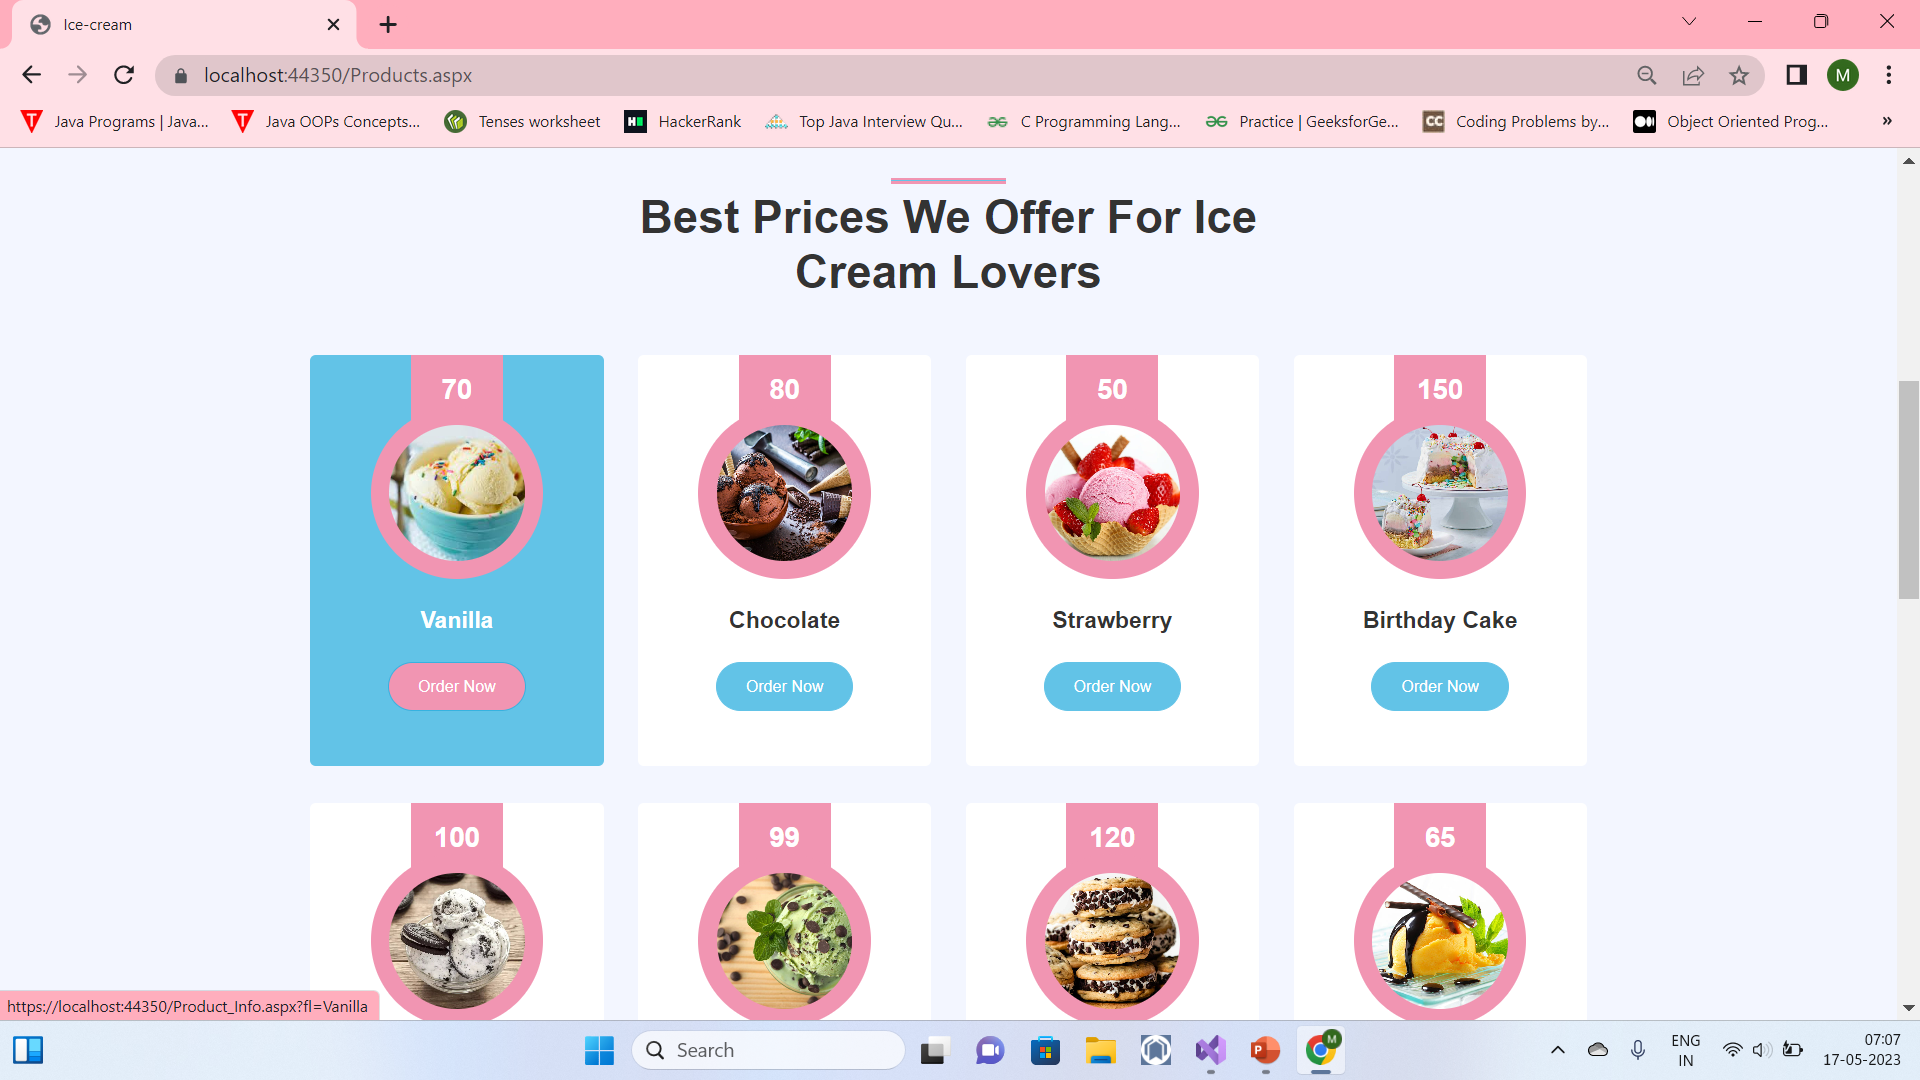 Ice-cream
localhost:44350/Products.aspx
M
Java Programs | Java...
Java OOPs Concepts...
Tenses worksheet
HackerRank
Top Java Interview Qu...
C Programming Lang...
Practice | GeeksforGe...
CC
Coding Problems by...
Object Oriented Prog...
»
Best Prices We Offer For Ice
Cream Lovers
70
80
50
150
Vanilla
Chocolate
Strawberry
Birthday Cake
Order Now
Order Now
Order Now
Order Now
100
99
120
65
https://localhost:44350/Product_Info.aspx?fl=Vanilla
Search
M
ENG
IN
07:07
17-05-2023